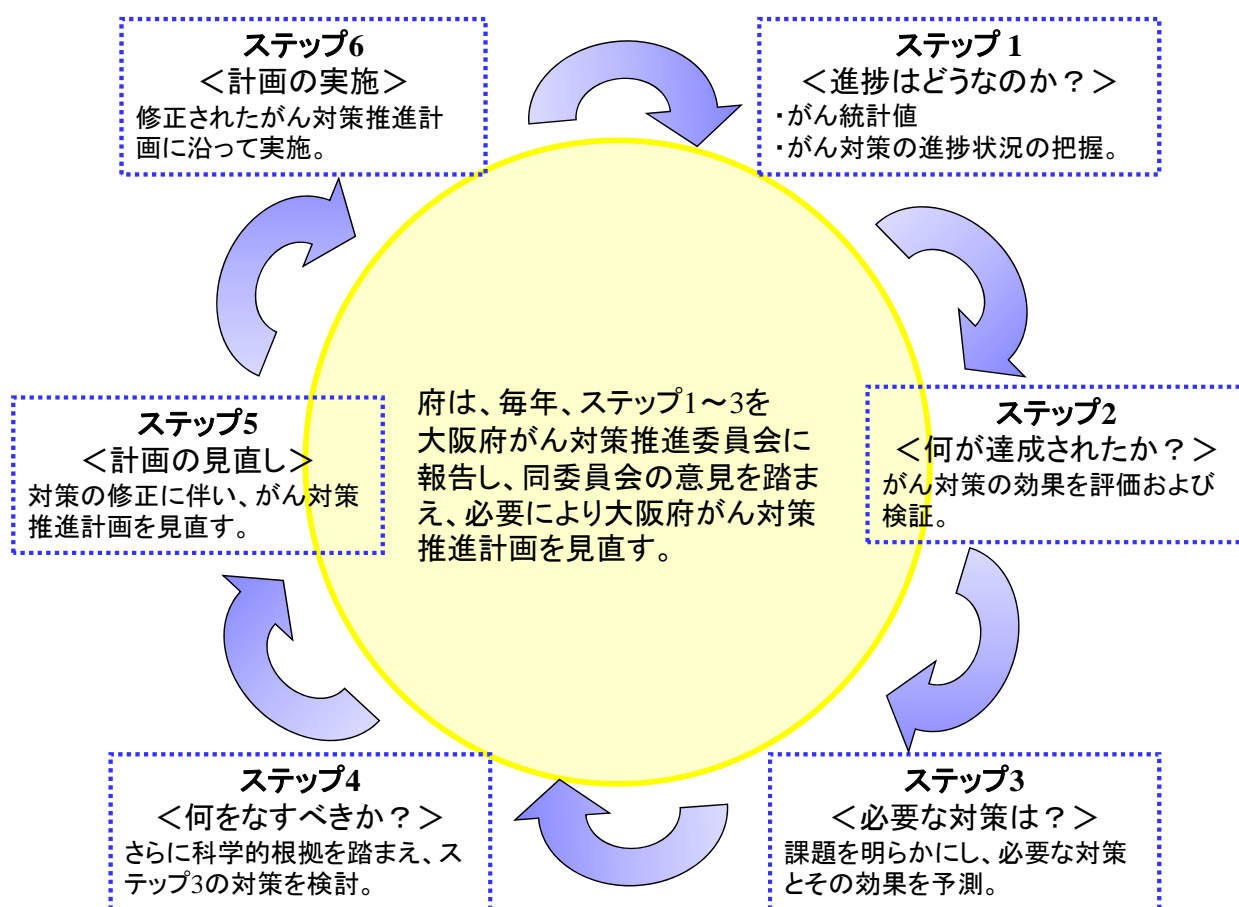 ステップ6
＜計画の実施＞
修正されたがん対策推進計
画に沿って実施。
ステップ 1
＜進捗はどうなのか？＞
・がん統計値
・がん対策の進捗状況の把握。
ステップ5
＜計画の見直し＞
対策の修正に伴い、がん対策
推進計画を見直す。
府は、毎年、ステップ1～3を
大阪府がん対策推進委員会に
報告し、同委員会の意見を踏ま
え、必要により大阪府がん対策
推進計画を見直す。
ステップ2
＜何が達成されたか？＞
がん対策の効果を評価および
検証。
ステップ4
＜何をなすべきか？＞
さらに科学的根拠を踏まえ、ス
テップ3の対策を検討。
ステップ3
＜必要な対策は？＞
課題を明らかにし、必要な対策
とその効果を予測。